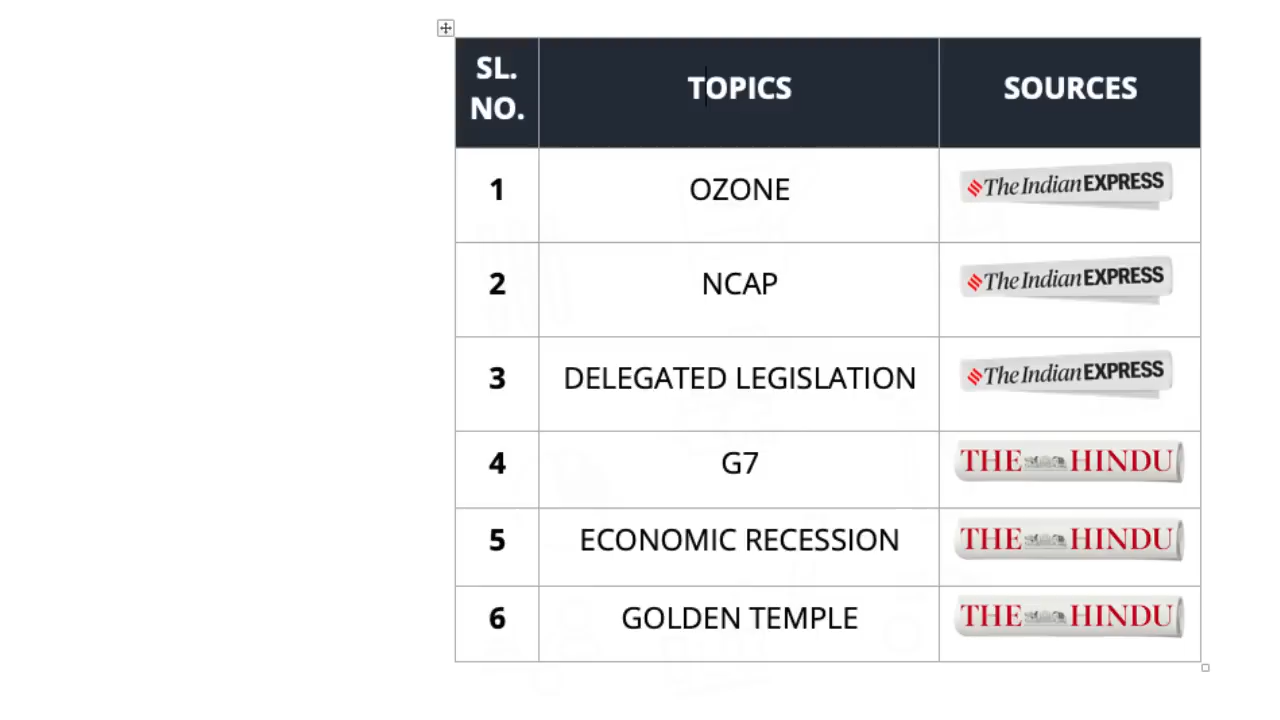 SL. NO. TOPICS SOURCES
1 OZONE The Indian EXPRESS
2 NCAP The Indian EXPRESS
3 DELEGATED LEGISLATION The Indian EXPRESS
4 G7 THE HINDU
5 ECONOMIC RECESSION THE HINDU
6 GOLDEN TEMPLE THE HINDU